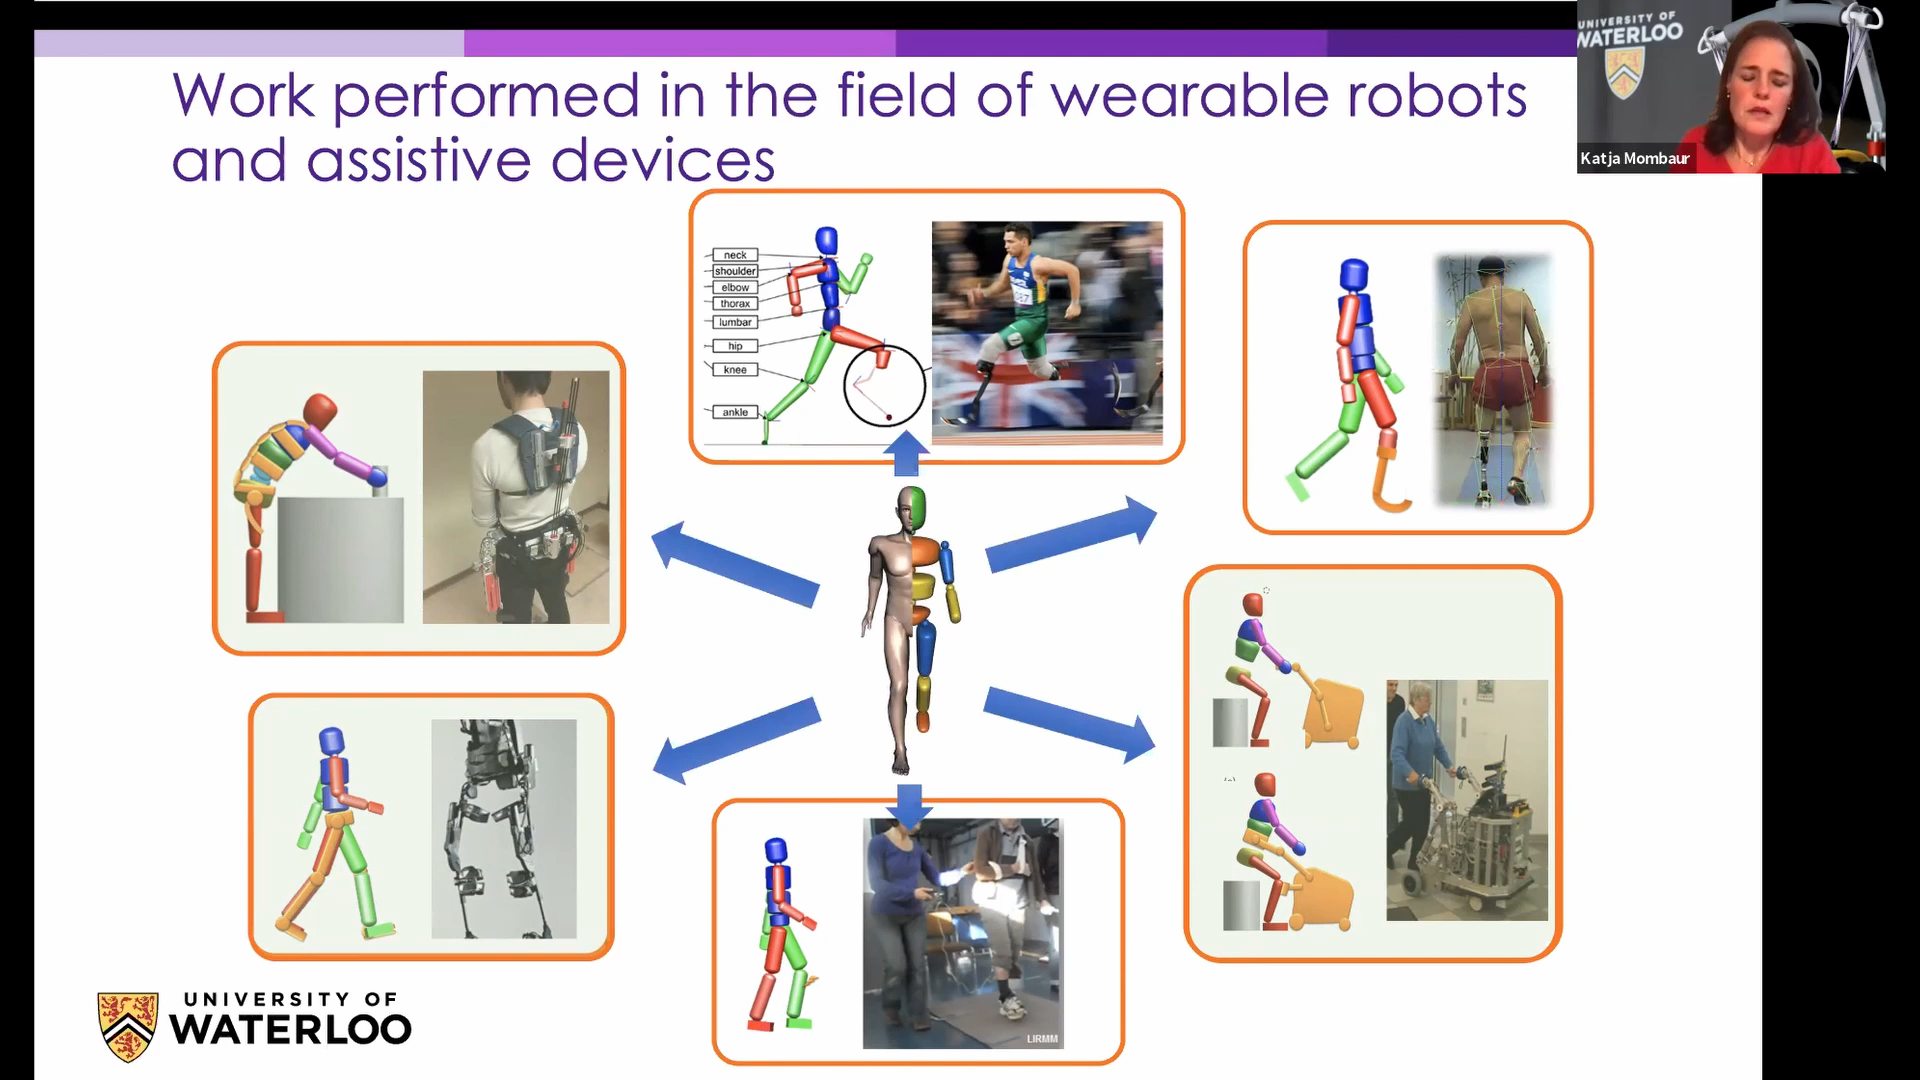 Work performed in the field of wearable robots
and assistive devices
UNIVERSITY OF
WATERLOO
Katja Mombaur
neck
shoulder
elbow
thorax
lumbar
hip
knee
ankle
LIRMM
UNIVERSITY OF
WATERLOO